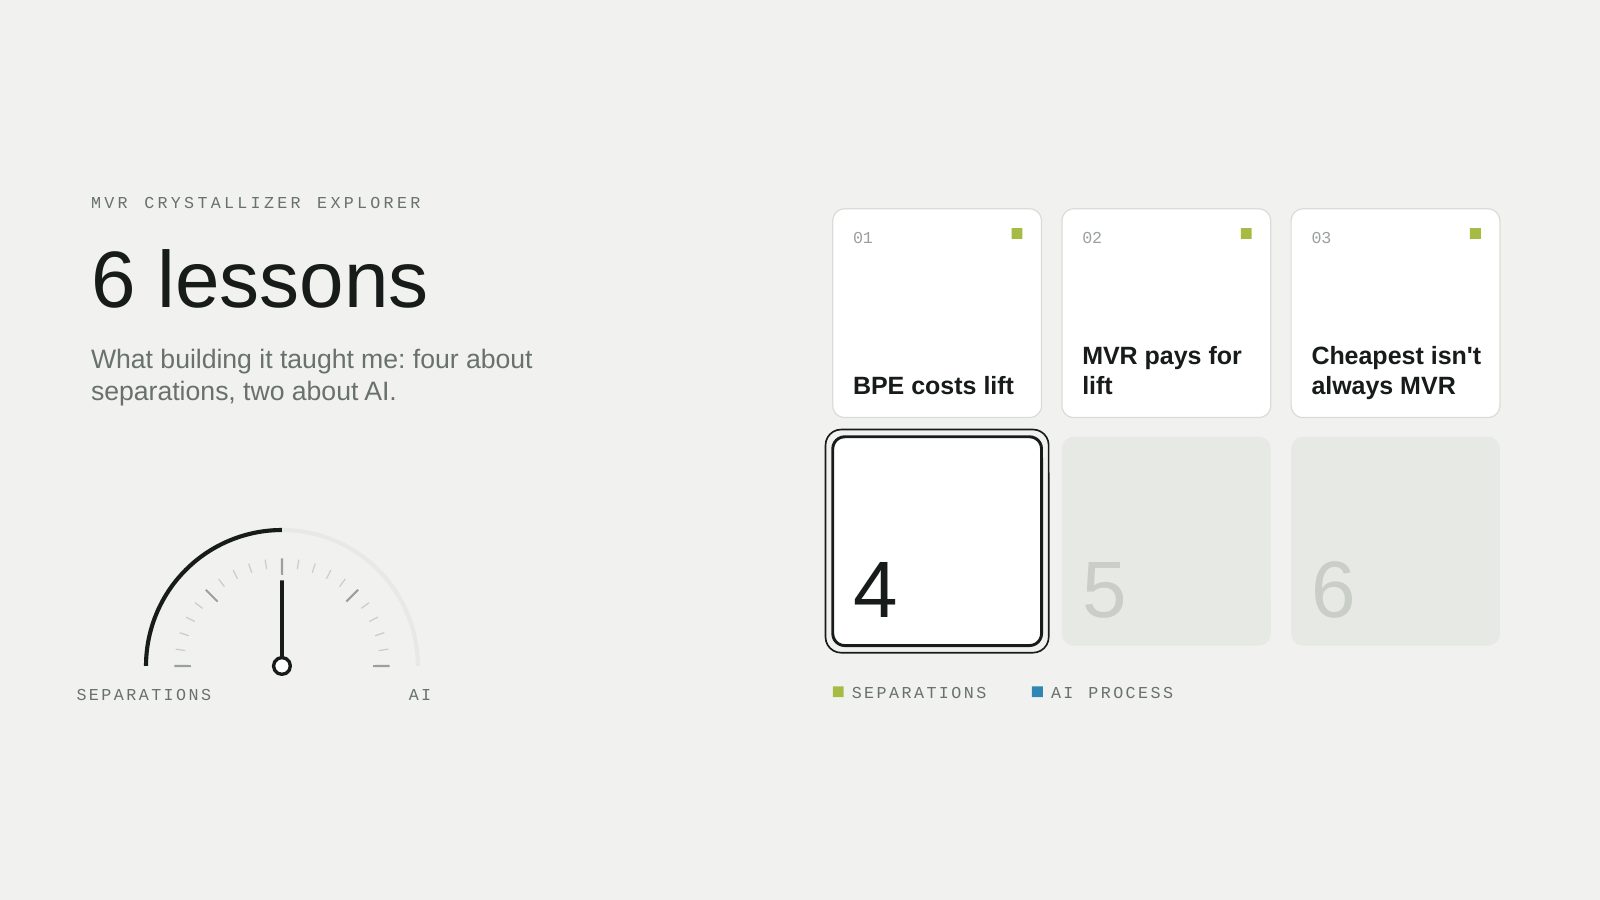 MVR CRYSTALLIZER EXPLORER
6 lessons
What building it taught me: four about
separations, two about AI.
SEPARATIONS
AI
01
BPE costs lift
02
MVR pays for
lift
03
Cheapest isn't
always MVR
4
5
6
SEPARATIONS
AI PROCESS